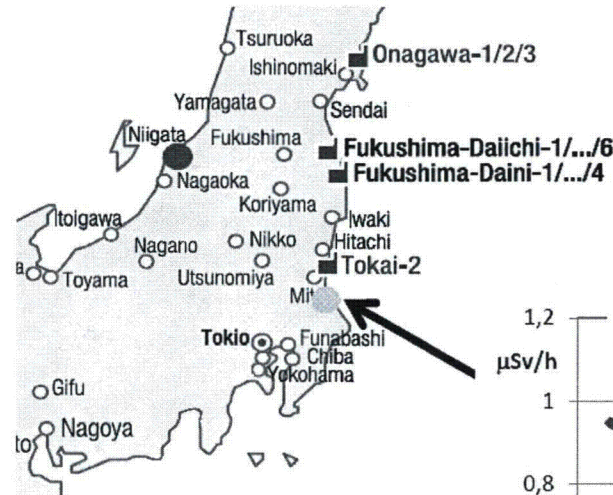 Tsuruoka
Onagawa-1/2/3
Ishinomaki
Yamagata
Sendai
Niigata
Fukushima
Fukushima-Daiichi-1/.../6
Fukushima-Daini-1/.../4
Nagaoka
Koriyama
Itoigawa
Iwaki
Nagano
Nikko
Hitachi
a
Toyama
Utsunomiya
Tokai-2
Mit
1,2
Tokio
Funabashi
µSv/h
Chiba
Yokohama
Gifu
1
to
Nagoya
0,8